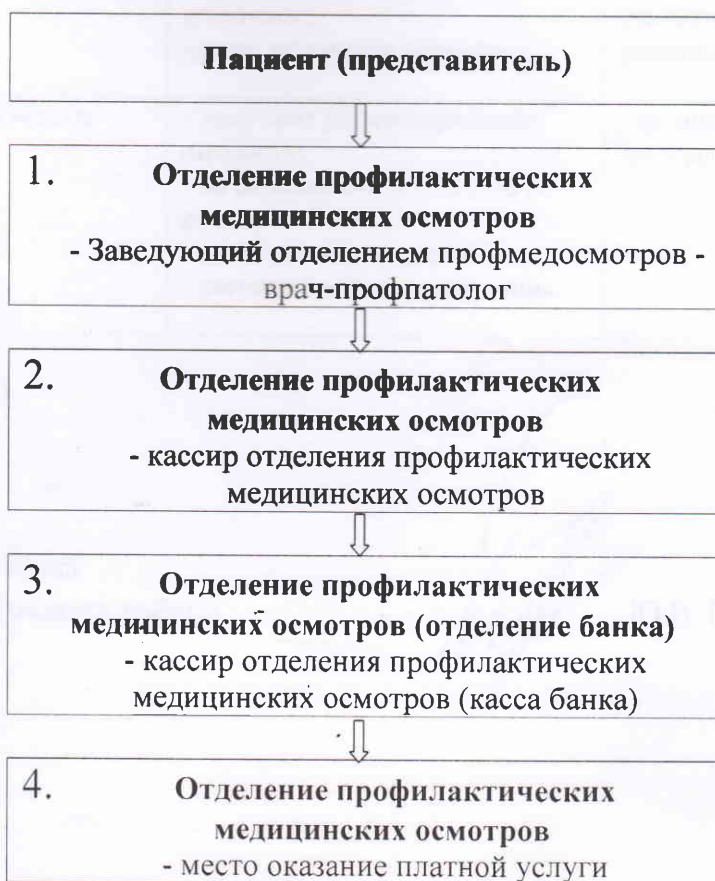 Пациент (представитель)
1. Отделение профилактических
медицинских осмотров
- Заведующий отделением профмедосмотров -
врач-профпатолог
2. Отделение профилактических
медицинских осмотров
- кассир отделения профилактических
медицинских осмотров
3. Отделение профилактических
медицинских осмотров (отделение банка)
- кассир отделения профилактических
медицинских осмотров (касса банка)
4. Отделение профилактических
медицинских осмотров
- место оказание платной услуги